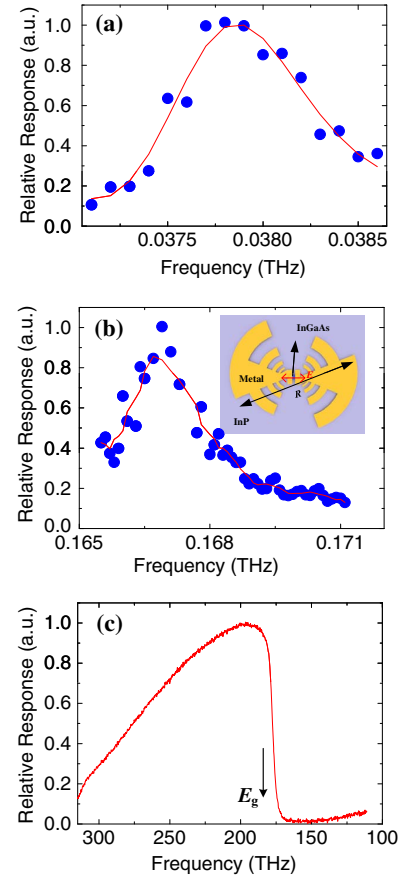 (a)
Relative Response (a.u.)
1.0
0.8
0.6
0.4
0.2
0.0
0.0375 0.0380 0.0385
Frequency (THz)
(b)
Relative Response (a.u.)
1.0
0.8
0.6
0.4
0.2
0.0
InGaAs
Metal
r
R
InP
0.165 0.168 0.171
Frequency (THz)
(c)
Relative Response (a.u.)
1.0
0.8
0.6
0.4
0.2
0.0
Eg
300 250 200 150 100
Frequency (THz)